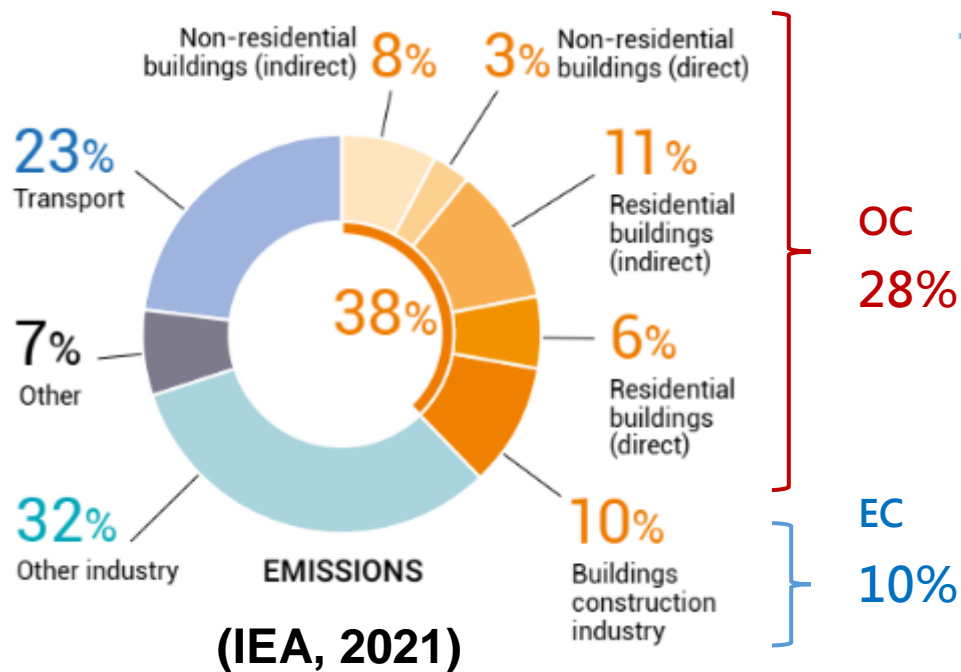 Non-residential
buildings (indirect)
8%
3%
Non-residential
buildings (direct)
23%
Transport
11%
Residential
buildings
(indirect)
OC
28%
38%
7%
Other
6%
Residential
buildings
(direct)
32%
Other industry
EMISSIONS
10%
Buildings
construction
industry
EC
10%
(IEA, 2021)